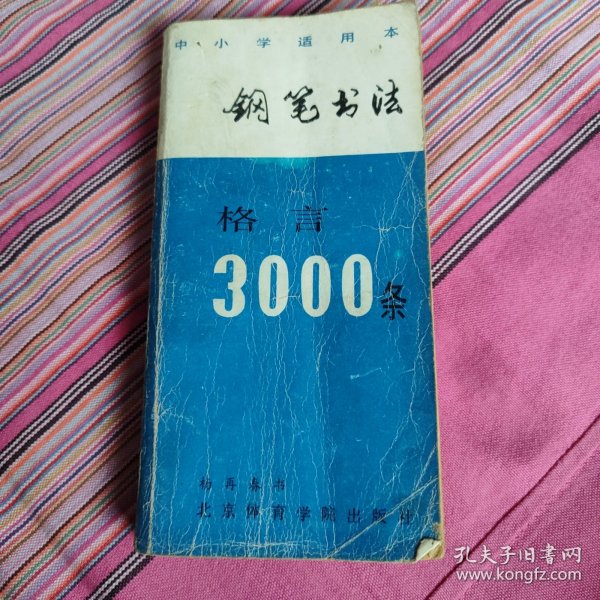 中小学适用本
钢笔书法
格言
3000条
杨再春书
北京体育学院出版社
孔夫子旧书网
www.kongfz.com